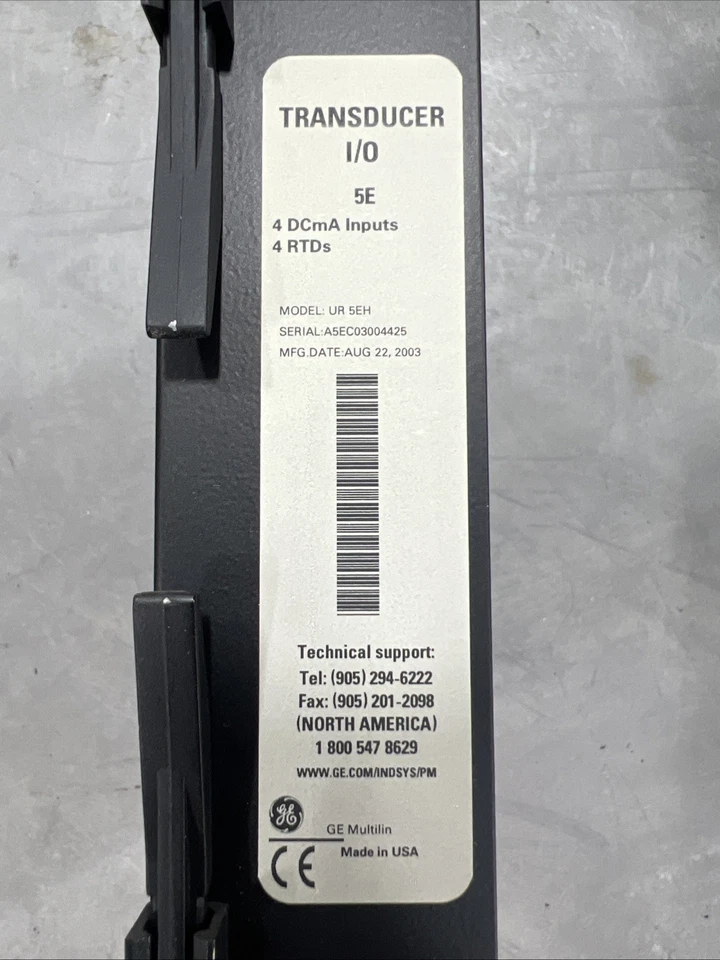 TRANSDUCER
I/O
5E
4 DCmA Inputs
4 RTDs
MODEL: UR 5EH
SERIAL:A5EC03004425
MFG.DATE:AUG 22, 2003
Technical support:
Tel: (905) 294-6222
Fax: (905) 201-2098
(NORTH AMERICA)
1 800 547 8629
WWW.GE.COM/INDSYS/PM
GE
GE Multilin
Made in USA
CE